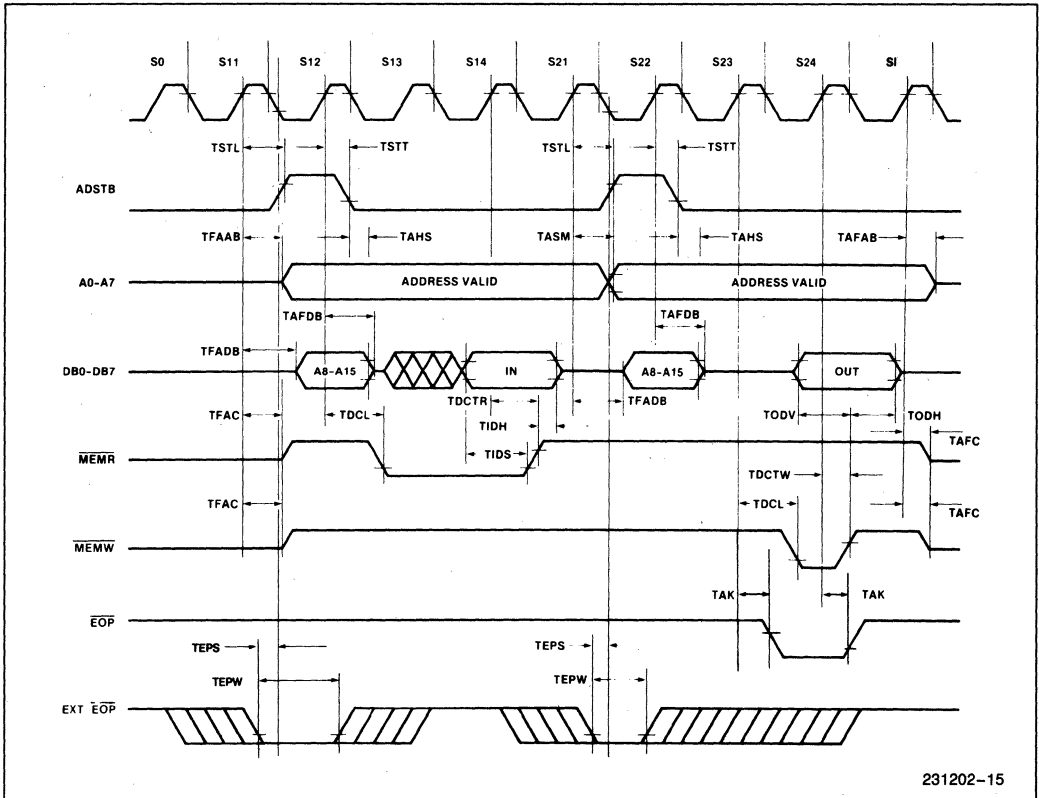 S0 S11 S12 S13 S14 S21 S22 S23 S24 SI
TSTL TSTT TSTL TSTT
ADSTB
TFAAB TAHS TASM TAHS TAFAB
A0-A7 ADDRESS VALID ADDRESS VALID
TAFDB TAFDB
TFADB
DB0-DB7 A8-A15 IN A8-A15 OUT
TDCTR TFADB
TFAC TDCL TIDH TODV TODH
TAFC
MEMR TIDS
TDCTW
TFAC TDCL TAFC
MEMW
TAK TAK
EOP
TEPS TEPS
TEPW TEPW
EXT EOP
231202-15